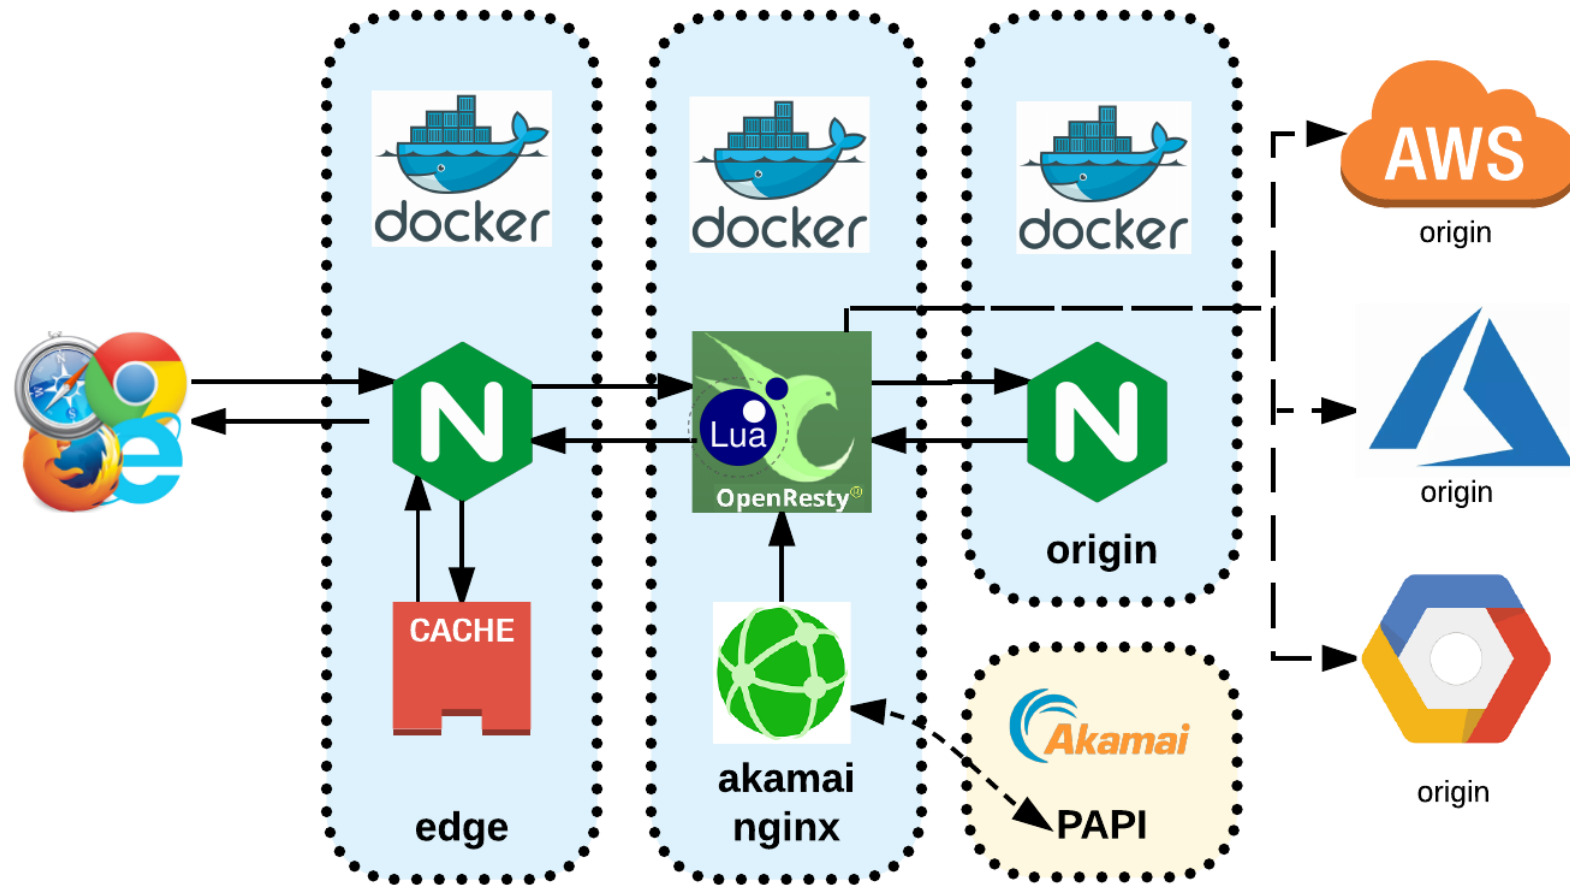 docker
docker
docker
AWS
origin
Lua
OpenResty®
origin
origin
CACHE
Akamai
akamai
nginx
edge
PAPI
origin